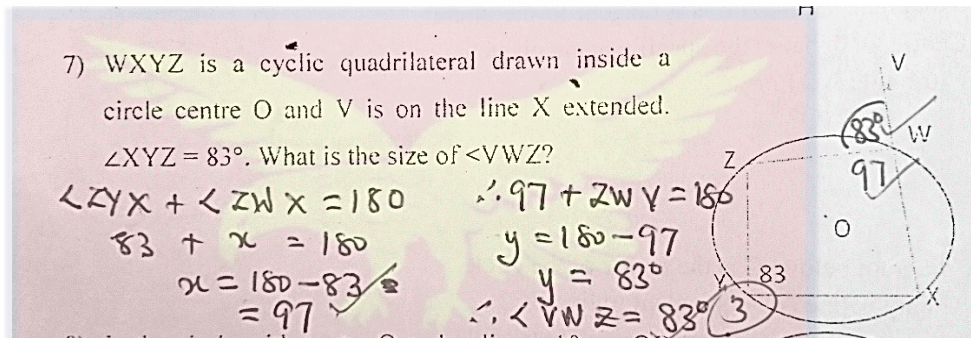 H
7) WXYZ is a cyclic quadrilateral drawn inside a
circle centre O and V is on the line X extended.
∠XYZ = 83°. What is the size of <VWZ?
<ZYX + < ZWX = 180
83 + x = 180
x = 180 - 83
= 97
∴ 97 + ZWV = 180
y = 180 - 97
y = 83°
∴ < VWZ = 83°
3
V
83°
W
97
Z
O
Y
83
X